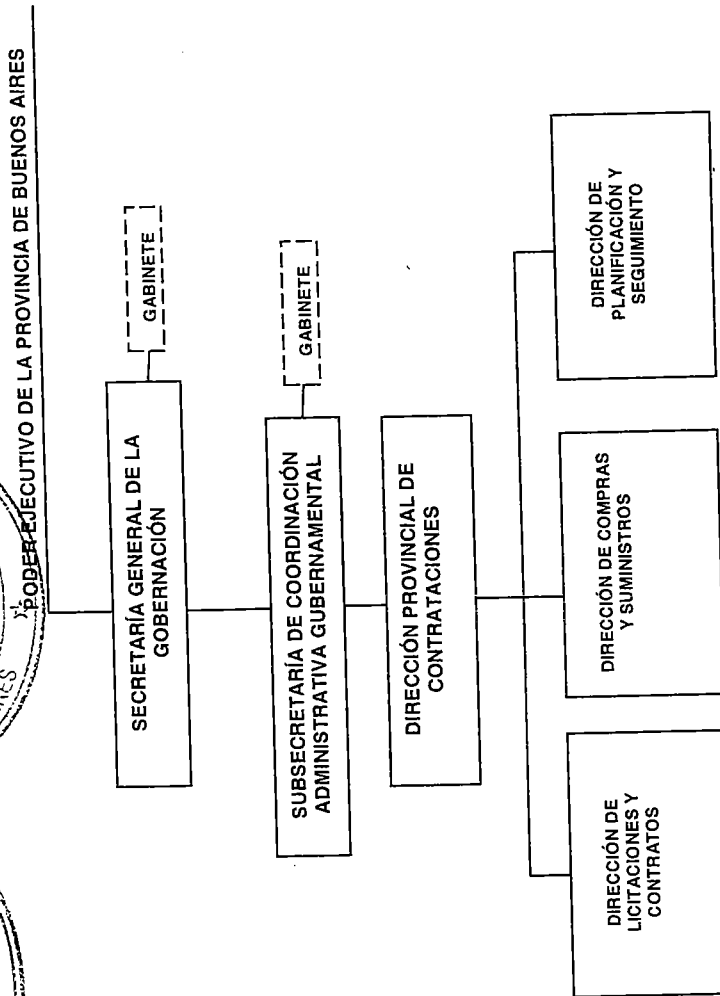 PODER EJECUTIVO DE LA PROVINCIA DE BUENOS AIRES
SECRETARÍA GENERAL DE LA
GOBERNACIÓN
GABINETE
SUBSECRETARÍA DE COORDINACIÓN
ADMINISTRATIVA GUBERNAMENTAL
GABINETE
DIRECCIÓN PROVINCIAL DE
CONTRATACIONES
DIRECCIÓN DE
LICITACIONES Y
CONTRATOS
DIRECCIÓN DE COMPRAS
Y SUMINISTROS
DIRECCIÓN DE
PLANIFICACIÓN Y
SEGUIMIENTO